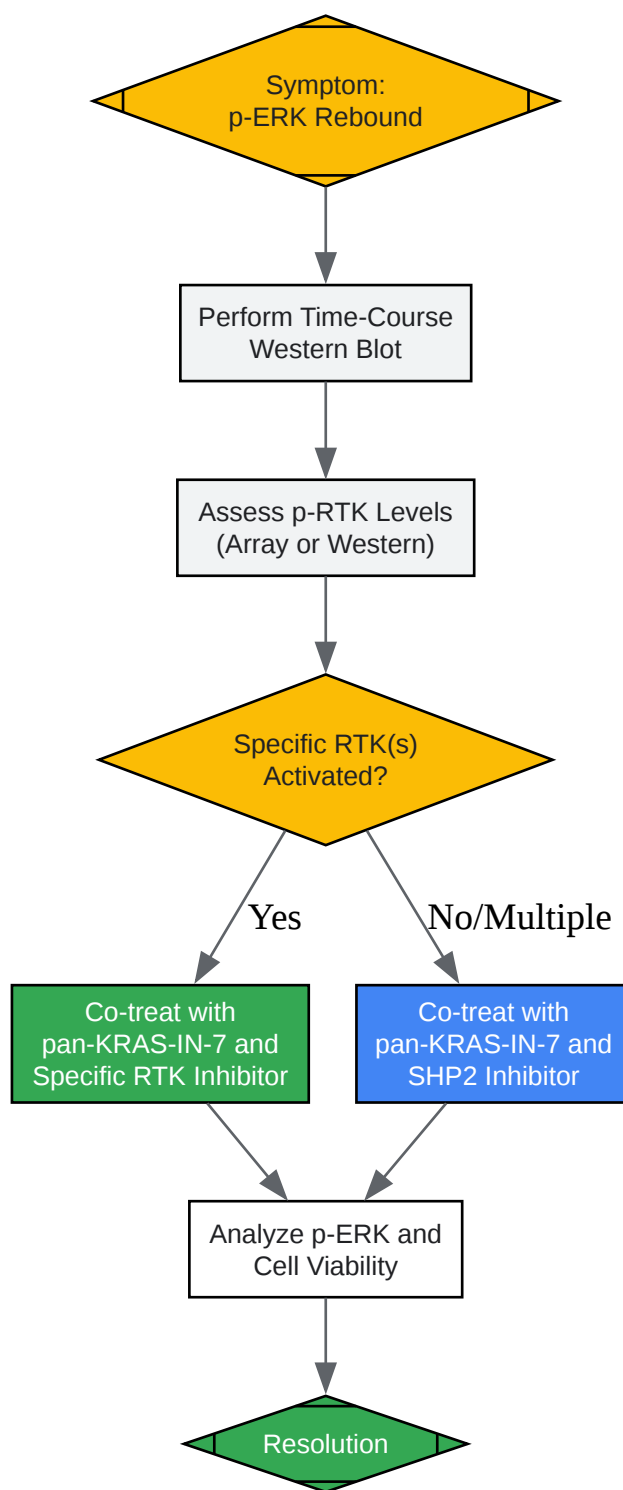 Symptom:
p-ERK Rebound
Perform Time-Course
Western Blot
Assess p-RTK Levels
(Array or Western)
Specific RTK(s)
Activated?
Yes
No/Multiple
Co-treat with
pan-KRAS-IN-7 and
Specific RTK Inhibitor
Co-treat with
pan-KRAS-IN-7 and
SHP2 Inhibitor
Analyze p-ERK and
Cell Viability
Resolution